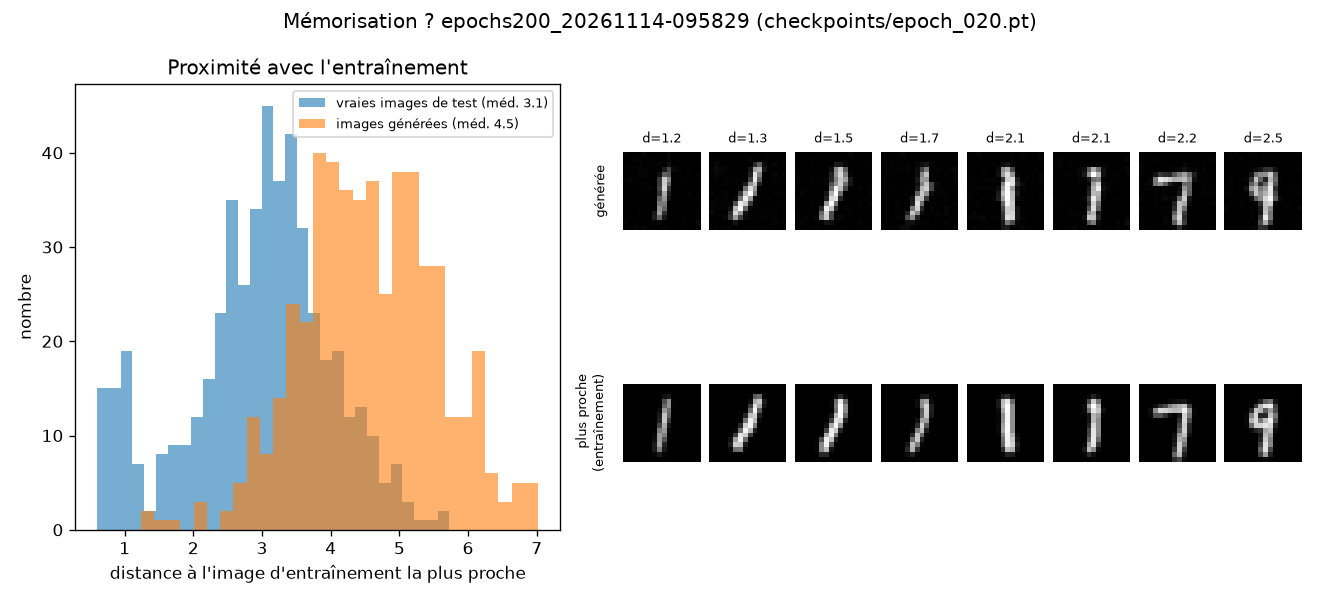 Mémorisation ? epochs200_20261114-095829 (checkpoints/epoch_020.pt)
Proximité avec l'entraînement
vraies images de test (méd. 3.1)
images générées (méd. 4.5)
nombre
0
10
20
30
40
1 2 3 4 5 6 7
distance à l'image d'entraînement la plus proche
d=1.2 d=1.3 d=1.5 d=1.7 d=2.1 d=2.1 d=2.2 d=2.5
générée
plus proche
(entraînement)